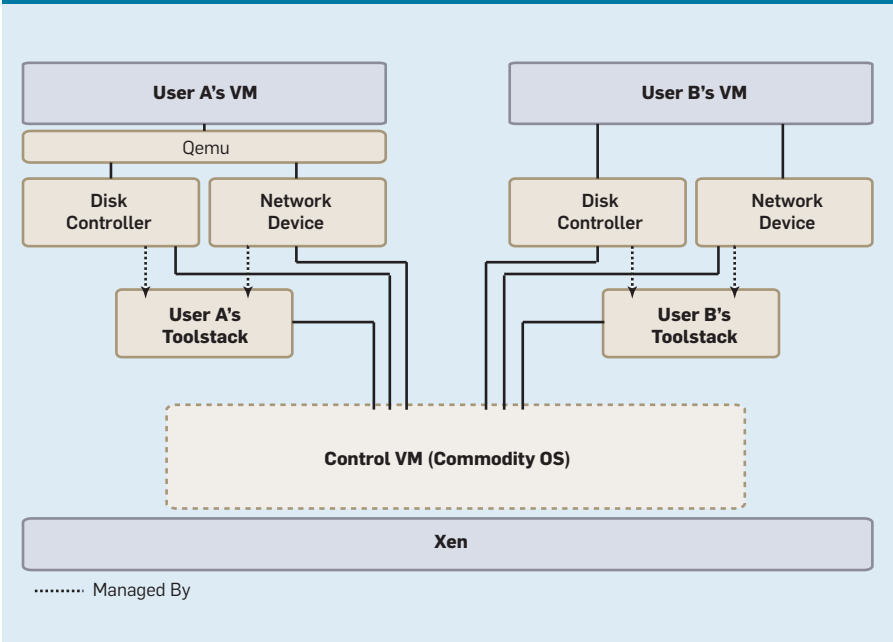 User A's VM
User B's VM
Qemu
Disk
Controller
Network
Device
Disk
Controller
Network
Device
User A's
Toolstack
User B's
Toolstack
Control VM (Commodity OS)
Xen
Managed By